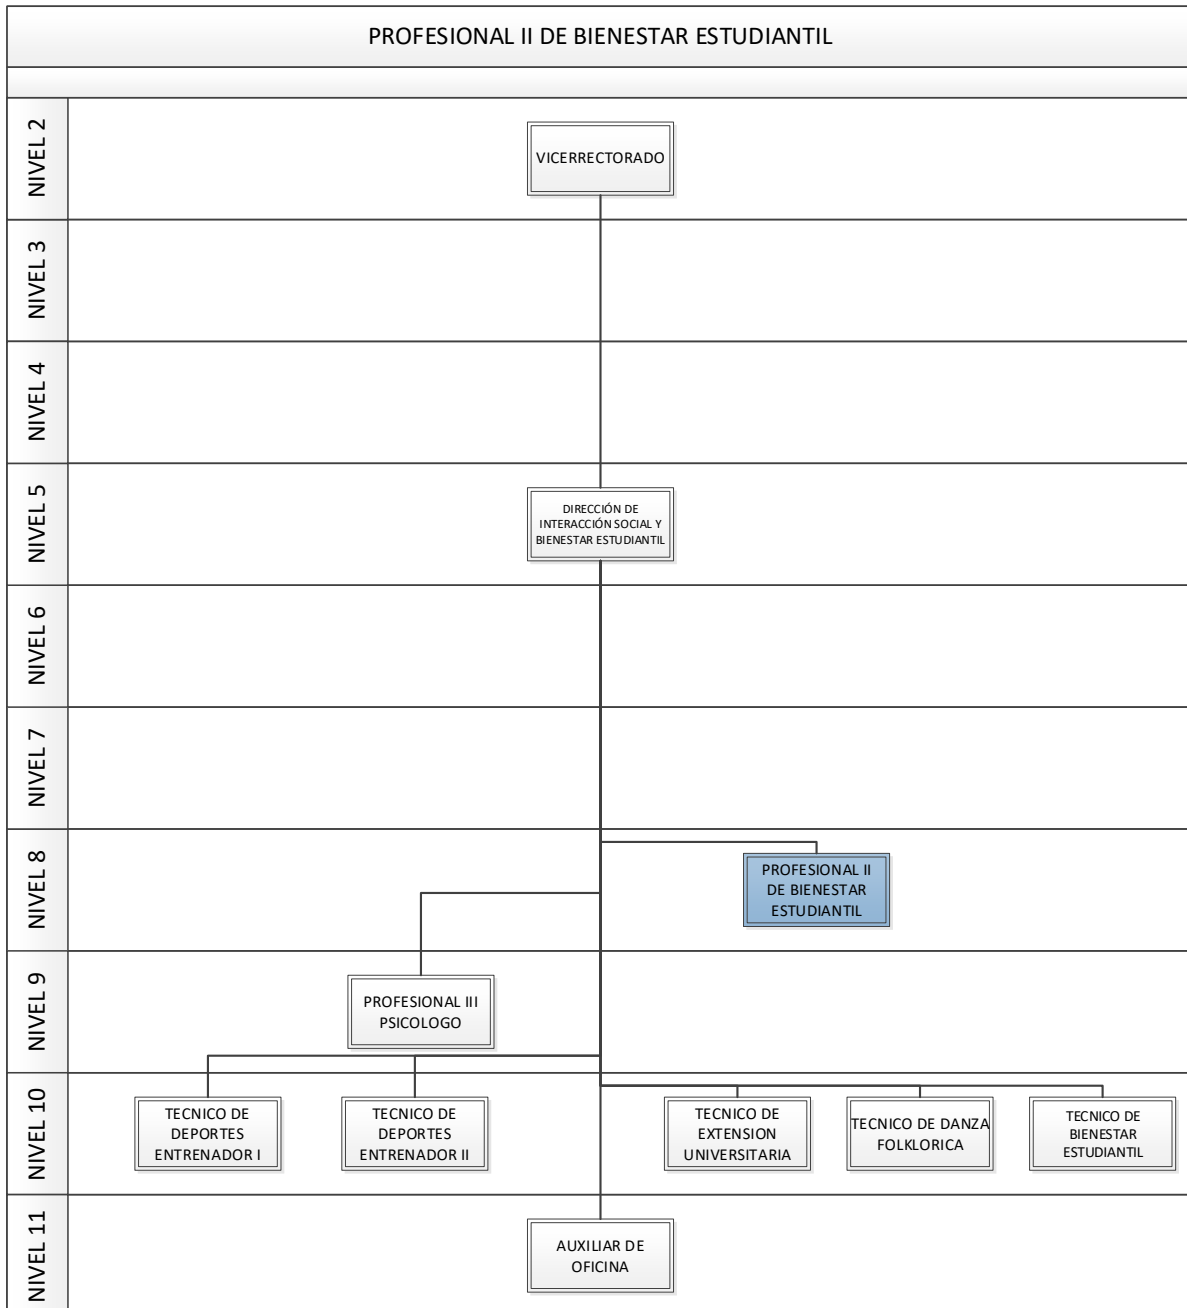 PROFESIONAL II DE BIENESTAR ESTUDIANTIL
NIVEL 2
VICERRECTORADO
NIVEL 3
NIVEL 4
NIVEL 5
DIRECCIÓN DE
INTERACCIÓN SOCIAL Y
BIENESTAR ESTUDIANTIL
NIVEL 6
NIVEL 7
NIVEL 8
PROFESIONAL II
DE BIENESTAR
ESTUDIANTIL
NIVEL 9
PROFESIONAL III
PSICOLOGO
NIVEL 10
TECNICO DE
DEPORTES
ENTRENADOR I
TECNICO DE
DEPORTES
ENTRENADOR II
TECNICO DE
EXTENSION
UNIVERSITARIA
TECNICO DE DANZA
FOLKLORICA
TECNICO DE
BIENESTAR
ESTUDIANTIL
NIVEL 11
AUXILIAR DE
OFICINA